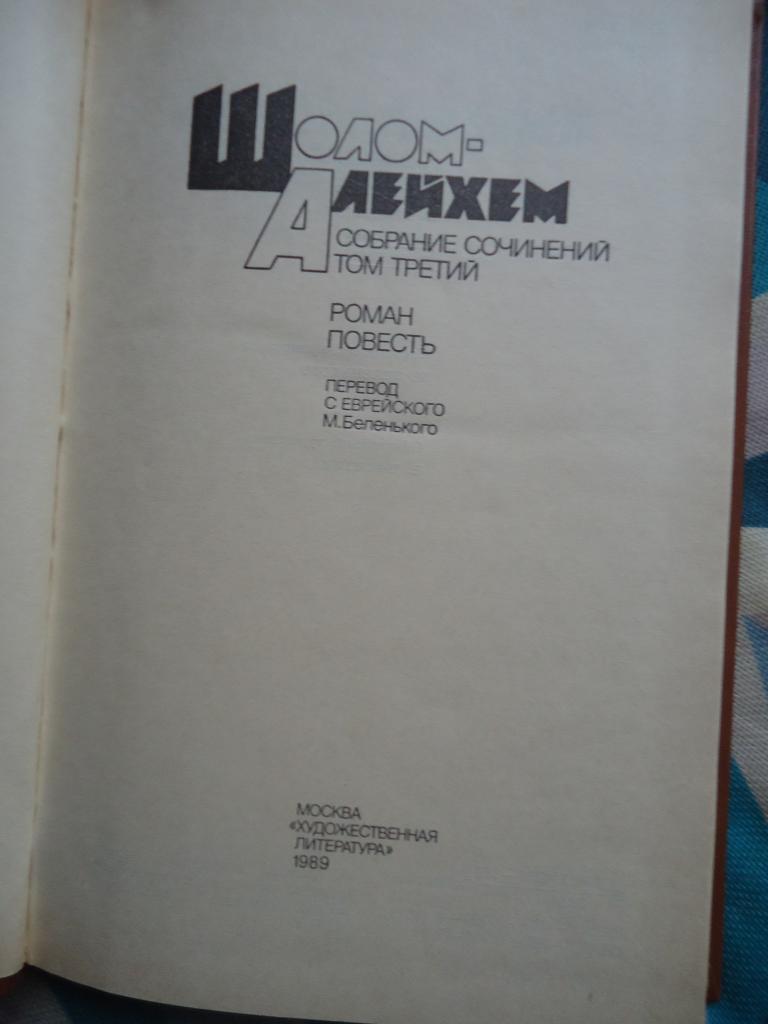 ШОЛОМ-
АЛЕЙХЕМ
СОБРАНИЕ СОЧИНЕНИЙ
ТОМ ТРЕТИЙ
РОМАН
ПОВЕСТЬ
ПЕРЕВОД
С ЕВРЕЙСКОГО
М.Беленького
МОСКВА
«ХУДОЖЕСТВЕННАЯ
ЛИТЕРАТУРА»
1989